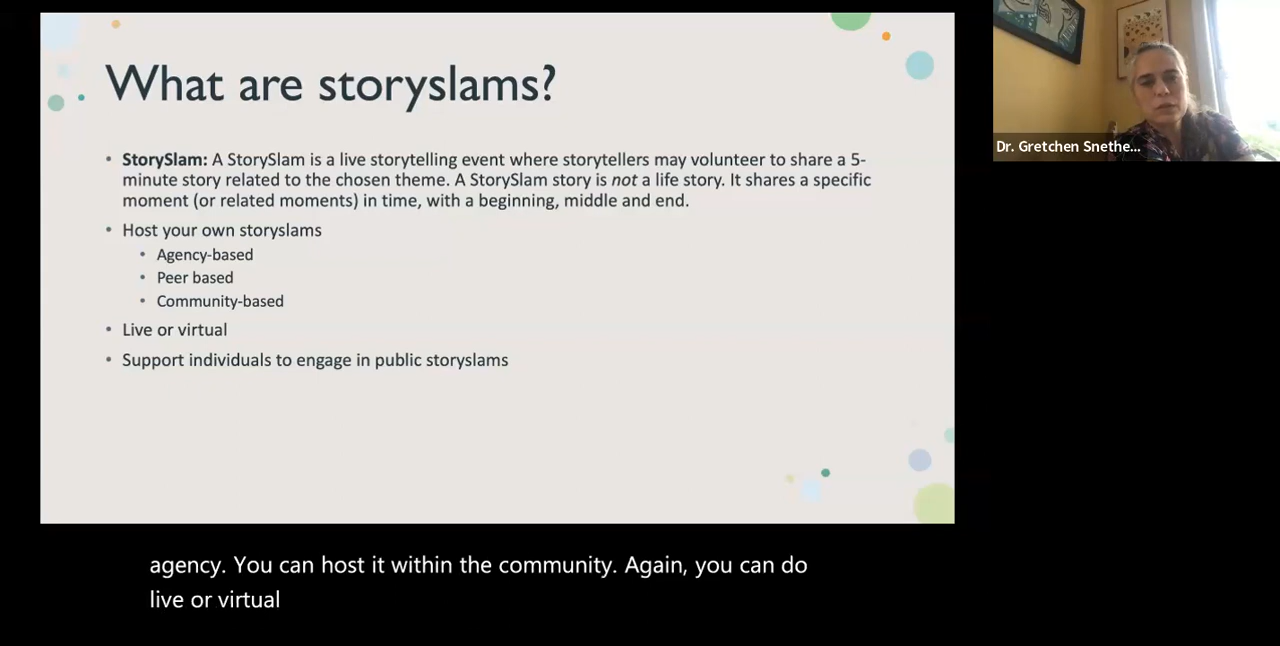 What are storyslams?
• StorySlam: A StorySlam is a live storytelling event where storytellers may volunteer to share a 5-
minute story related to the chosen theme. A StorySlam story is not a life story. It shares a specific
moment (or related moments) in time, with a beginning, middle and end.
• Host your own storyslams
• Agency-based
• Peer based
• Community-based
• Live or virtual
• Support individuals to engage in public storyslams
Dr. Gretchen Snethe...
agency. You can host it within the community. Again, you can do
live or virtual